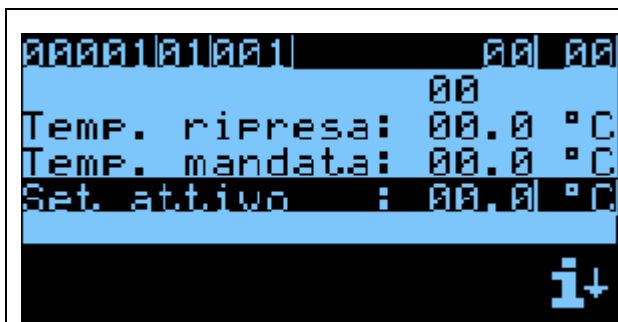 00001|01|001| 00| 00
00
Temp. ripresa: 00.0 °C
Temp. mandata: 00.0 °C
Set attivo : 00.0 °C
i↓